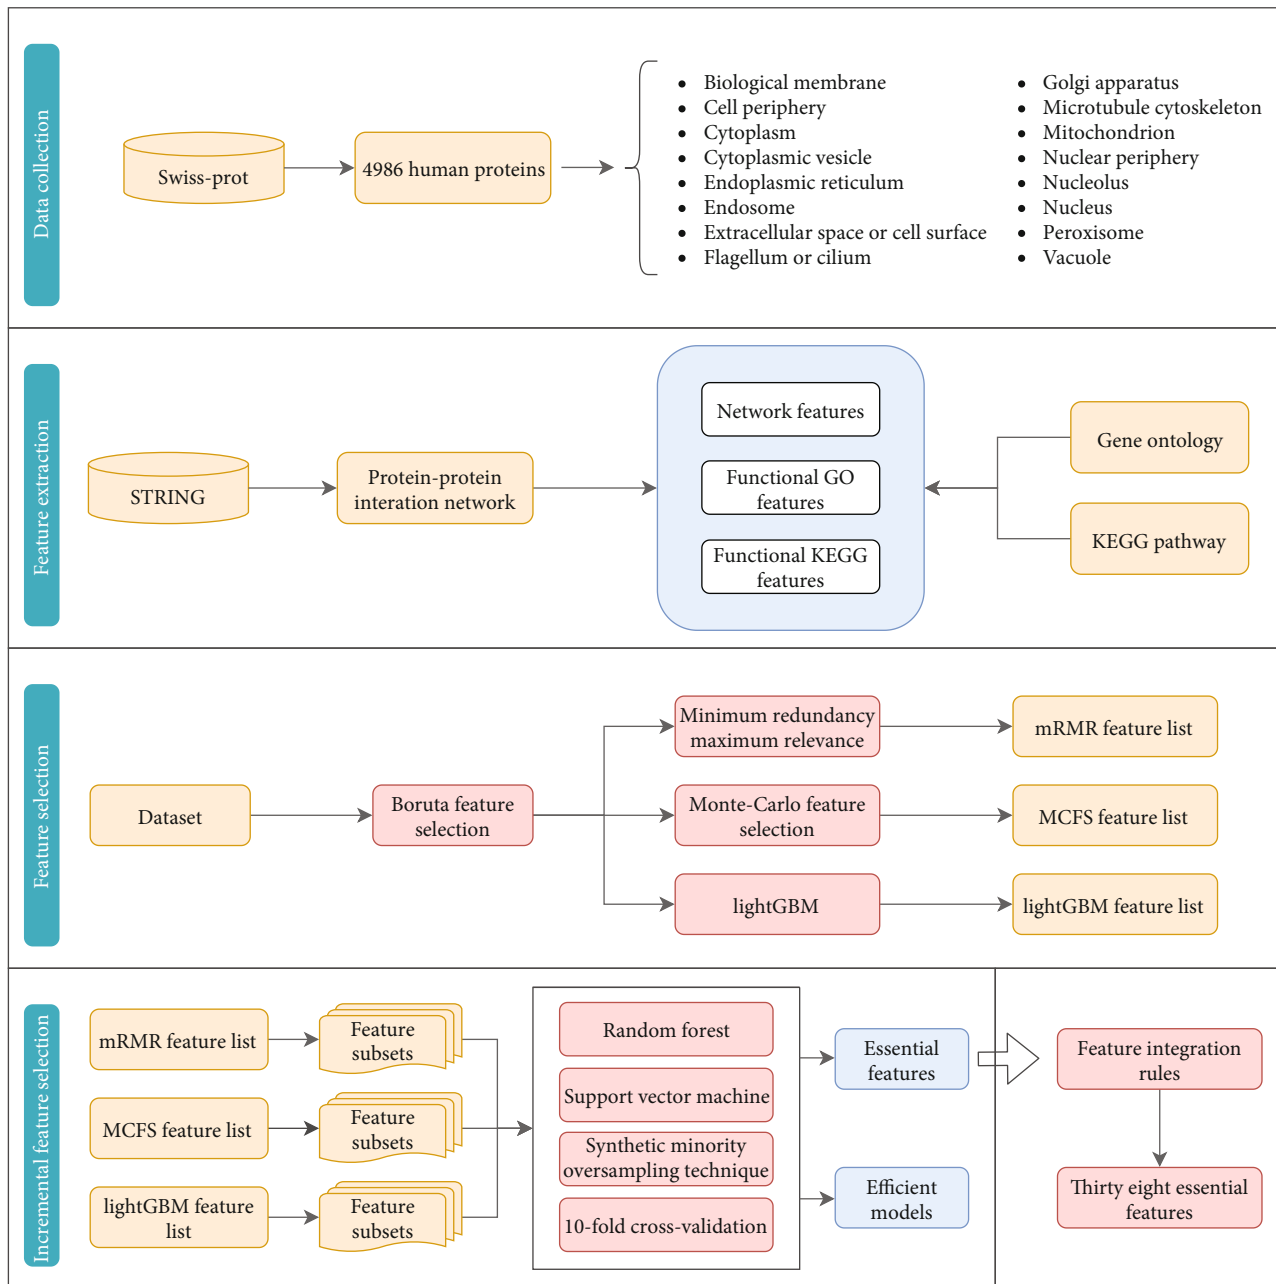 Data collection
Swiss-prot
4986 human proteins
• Biological membrane
• Cell periphery
• Cytoplasm
• Cytoplasmic vesicle
• Endoplasmic reticulum
• Endosome
• Extracellular space or cell surface
• Flagellum or cilium
• Golgi apparatus
• Microtubule cytoskeleton
• Mitochondrion
• Nuclear periphery
• Nucleolus
• Nucleus
• Peroxisome
• Vacuole
Feature extraction
STRING
Protein-protein
interation network
Network features
Functional GO
features
Functional KEGG
features
Gene ontology
KEGG pathway
Feature selection
Dataset
Boruta feature
selection
Minimum redundancy
maximum relevance
Monte-Carlo feature
selection
lightGBM
mRMR feature list
MCFS feature list
lightGBM feature list
Incremental feature selection
mRMR feature list
MCFS feature list
lightGBM feature
list
Feature
subsets
Feature
subsets
Feature
subsets
Random forest
Support vector machine
Synthetic minority
oversampling technique
10-fold cross-validation
Essential
features
Efficient
models
Feature integration
rules
Thirty eight essential
features